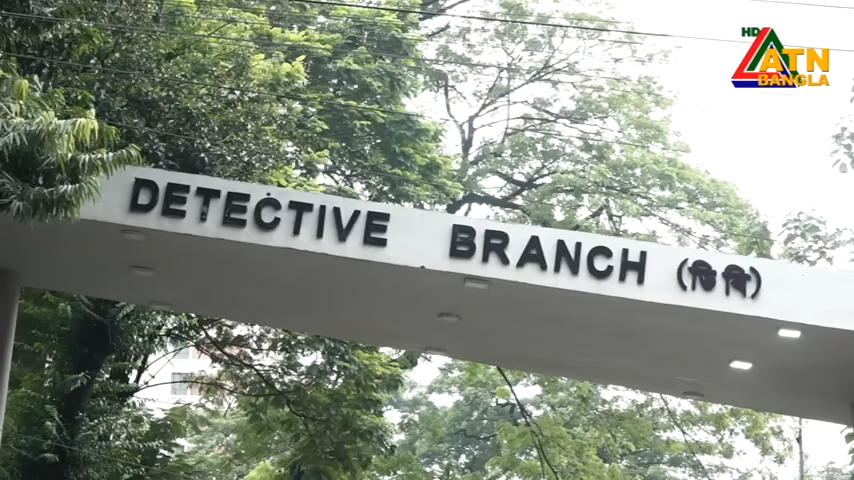 HD
ATN
BANGLA
DETECTIVE BRANCH (ডি বি)